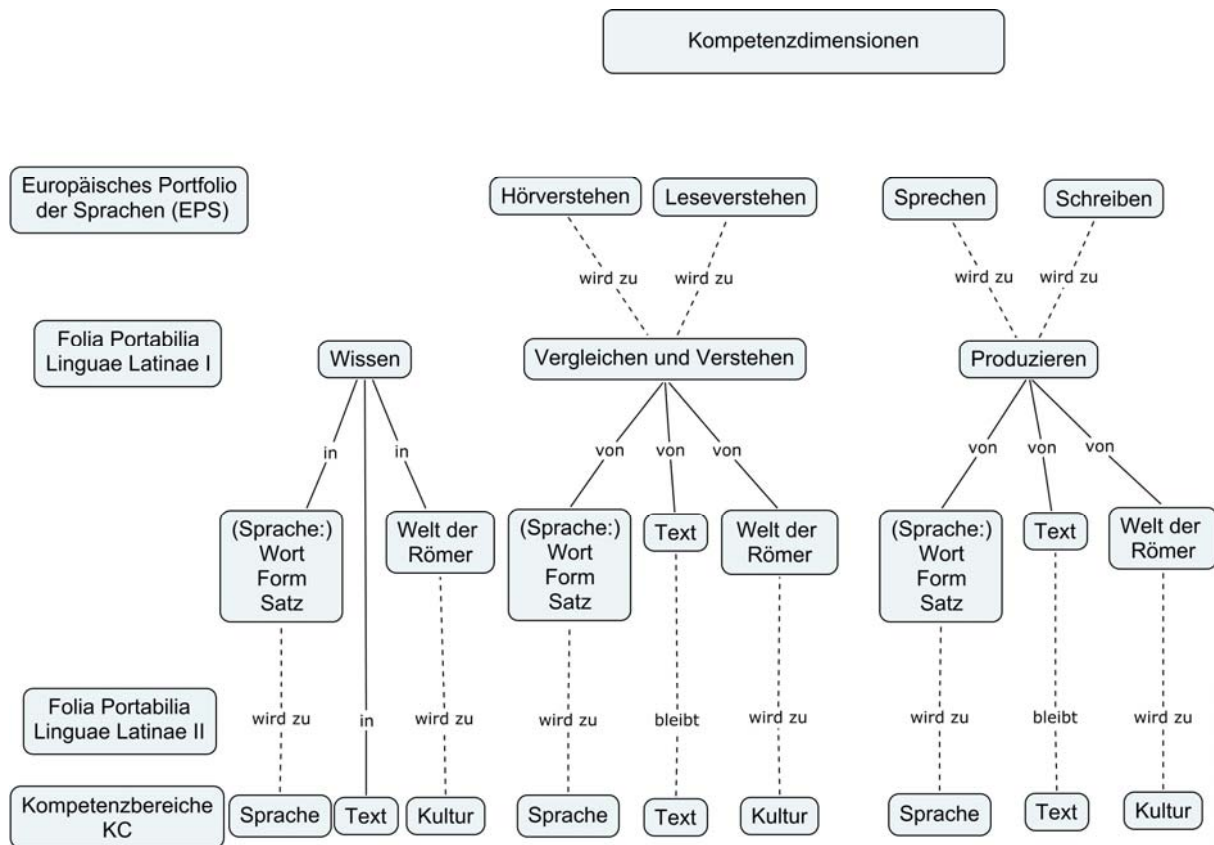 Kompetenzdimensionen
Europäisches Portfolio
der Sprachen (EPS)
Hörverstehen
Leseverstehen
Sprechen
Schreiben
wird zu
wird zu
wird zu
wird zu
Folia Portabilia
Linguae Latinae I
Wissen
Vergleichen und Verstehen
Produzieren
in
in
von
von
von
von
von
von
(Sprache:)
Wort
Form
Satz
Welt der
Römer
(Sprache:)
Wort
Form
Satz
Text
Welt der
Römer
(Sprache:)
Wort
Form
Satz
Text
Welt der
Römer
Folia Portabilia
Linguae Latinae II
wird zu
in
wird zu
wird zu
bleibt
wird zu
wird zu
bleibt
wird zu
Kompetenzbereiche
KC
Sprache
Text
Kultur
Sprache
Text
Kultur
Sprache
Text
Kultur